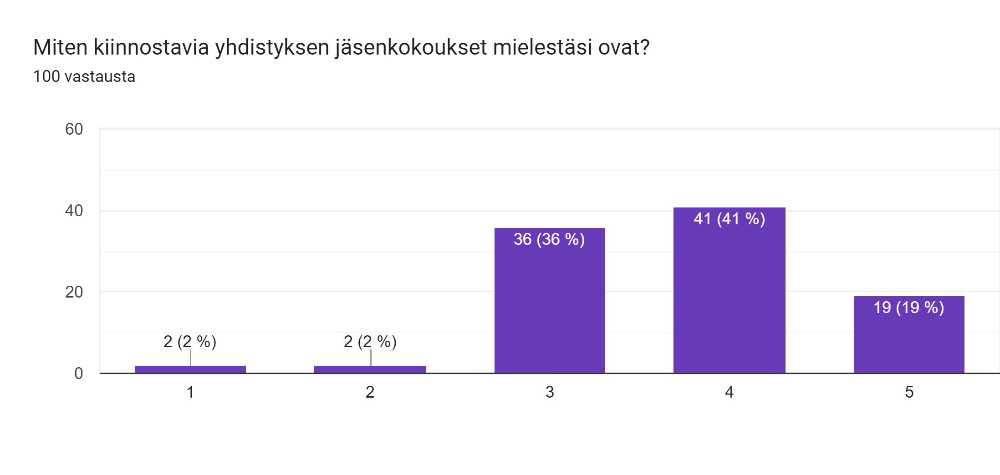 Miten kiinnostavia yhdistyksen jäsenkokoukset mielestäsi ovat?
100 vastausta
60
40
20
0
2 (2 %)
2 (2 %)
36 (36 %)
41 (41 %)
19 (19 %)
1
2
3
4
5